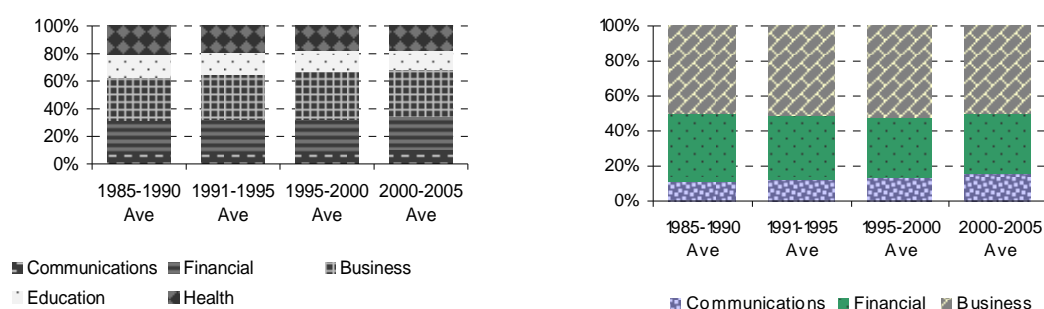 100%
80%
60%
40%
20%
0%
1985-1990 Ave
1991-1995 Ave
1995-2000 Ave
2000-2005 Ave
Communications Financial Business
Education Health
100%
80%
60%
40%
20%
0%
1985-1990 Ave
1991-1995 Ave
1995-2000 Ave
2000-2005 Ave
Communications Financial Business